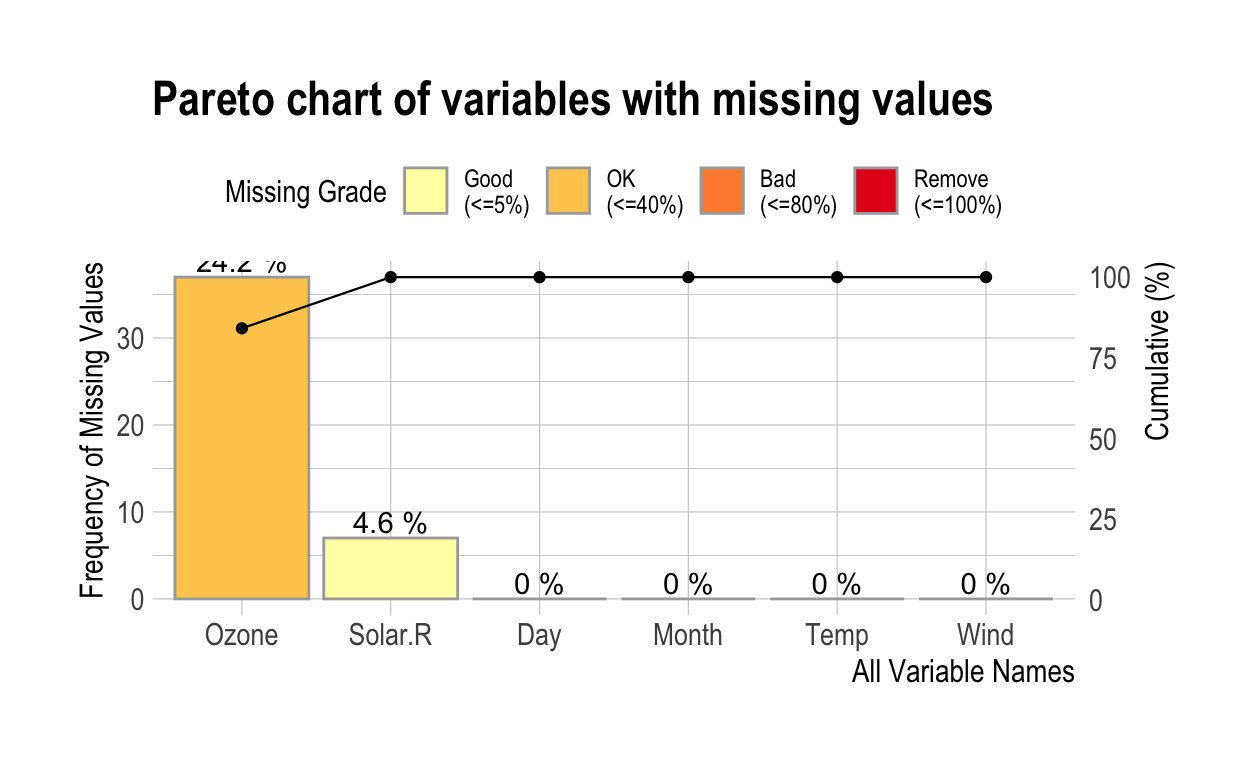 Pareto chart of variables with missing values
Missing Grade
Good
(<=5%)
OK
(<=40%)
Bad
(<=80%)
Remove
(<=100%)
Frequency of Missing Values
30
20
10
0
24.2 %
4.6 %
0 %
0 %
0 %
0 %
100
75
50
25
0
Cumulative (%)
Ozone
Solar.R
Day
Month
Temp
Wind
All Variable Names